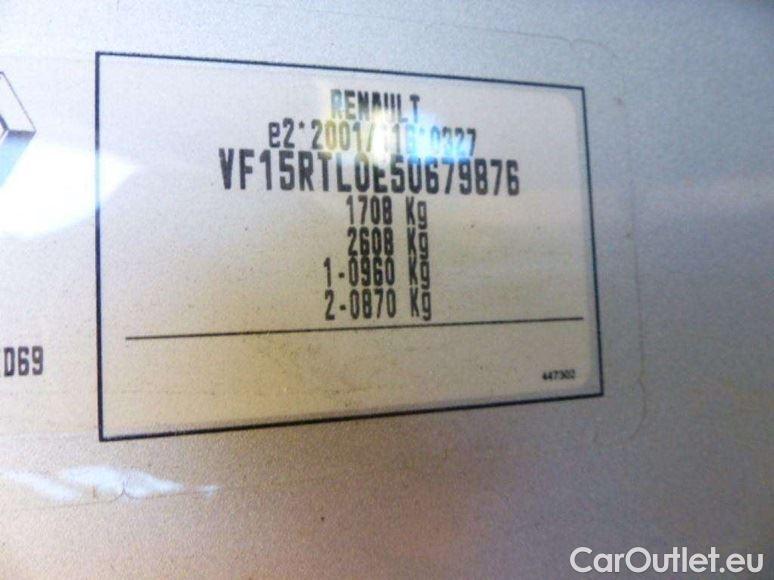 RENAULT
e2*2001/116*0327
VF15RTL0E50679876
1708 Kg
2608 Kg
1-0960 Kg
2-0870 Kg
D69
447302
CarOutlet.eu